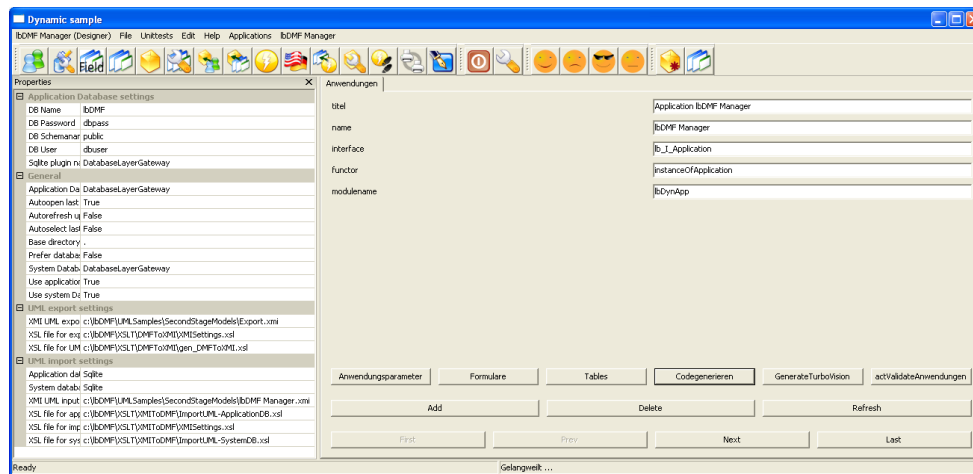 Dynamic sample
lbDMF Manager (Designer) File Unittests Edit Help Applications lbDMF Manager
Field
Properties
Application Database settings
DB Name lbDMF
DB Password dbpass
DB Schemanar public
DB User dbuser
Sqlite plugin na DatabaseLayerGateway
General
Application Da DatabaseLayerGateway
Autoopen last True
Autorefresh u False
Autoselect las False
Base directory .
Prefer databa False
System Datab DatabaseLayerGateway
Use application True
Use system Da True
UML export settings
XMI UML expo c:\lbDMF\UMLSamples\SecondStageModels\Export.xmi
XSL file for exp c:\lbDMF\XSLT\DMFToXMI\XMISettings.xsl
XSL file for UM c:\lbDMF\XSLT\DMFToXMI\gen_DMFToXMI.xsl
UML import settings
Application dat Sqlite
System databa Sqlite
XMI UML input c:\lbDMF\UMLSamples\SecondStageModels\lbDMF Manager.xmi
XSL file for app c:\lbDMF\XSLT\XMIToDMF\ImportUML-ApplicationDB.xsl
XSL file for imp c:\lbDMF\XSLT\XMIToDMF\XMISettings.xsl
XSL file for sys c:\lbDMF\XSLT\XMIToDMF\ImportUML-SystemDB.xsl
Anwendungen
titel Application lbDMF Manager
name lbDMF Manager
interface lb_I_Application
functor instanceOfApplication
modulename lbDynApp
Anwendungsparameter Formulare Tables Codegenerieren GenerateTurboVision actValidateAnwendungen
Add Delete Refresh
First Prev Next Last
Ready Gelangweilt ...